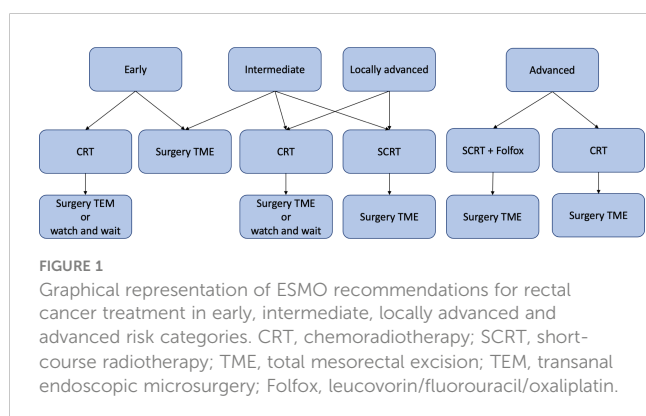 Early
Intermediate
Locally advanced
Advanced
CRT
Surgery TME
CRT
SCRT
SCRT + Folfox
CRT
Surgery TEM
or
watch and wait
Surgery TME
or
watch and wait
Surgery TME
Surgery TME
Surgery TME
FIGURE 1
Graphical representation of ESMO recommendations for rectal
cancer treatment in early, intermediate, locally advanced and
advanced risk categories. CRT, chemoradiotherapy; SCRT, short-
course radiotherapy; TME, total mesorectal excision; TEM, transanal
endoscopic microsurgery; Folfox, leucovorin/fluorouracil/oxaliplatin.